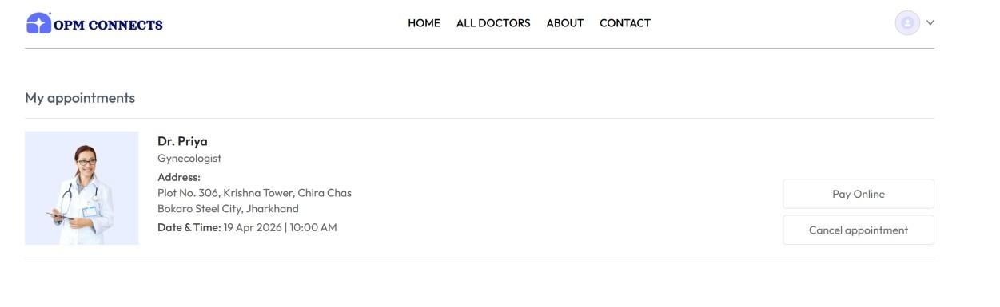 OPM CONNECTS
HOME ALL DOCTORS ABOUT CONTACT
My appointments
Dr. Priya
Gynecologist
Address:
Plot No. 306, Krishna Tower, Chira Chas
Bokaro Steel City, Jharkhand
Date & Time: 19 Apr 2026 | 10:00 AM
Pay Online
Cancel appointment